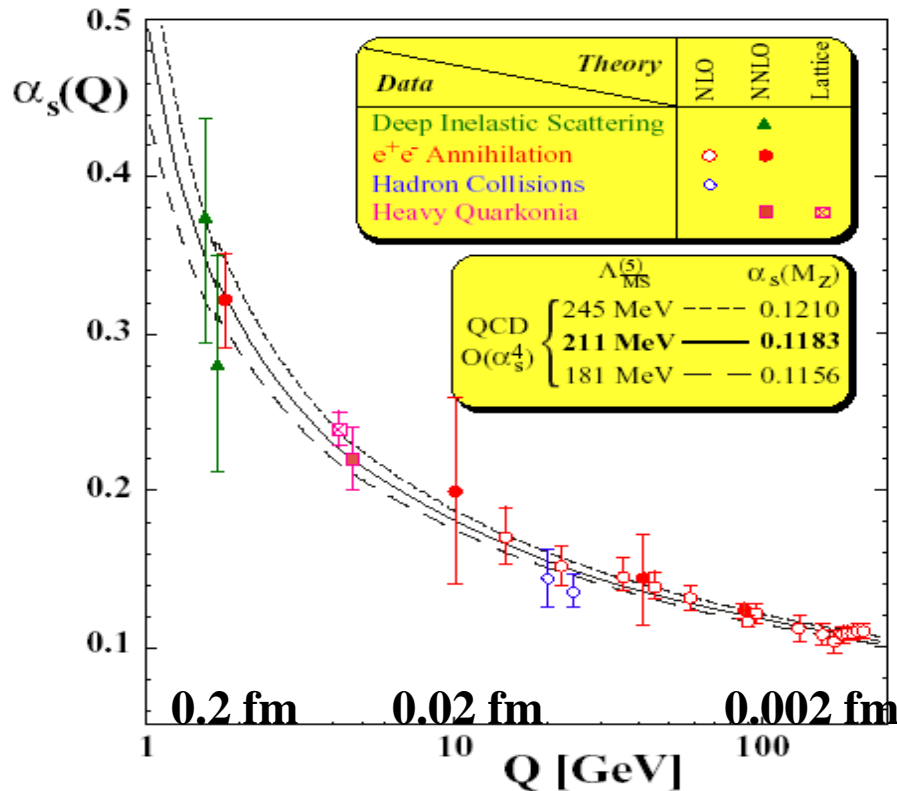 0.5
αs(Q)
0.4
0.3
0.2
0.1
Theory
Data
NLO
NNLO
Lattice
Deep Inelastic Scattering
e+e- Annihilation
Hadron Collisions
Heavy Quarkonia
Λ(5)MS
αs(MZ)
QCD
O(αs4)
245 MeV 0.1210
211 MeV 0.1183
181 MeV 0.1156
0.2 fm 0.02 fm 0.002 fm
1 10 100
Q [GeV]